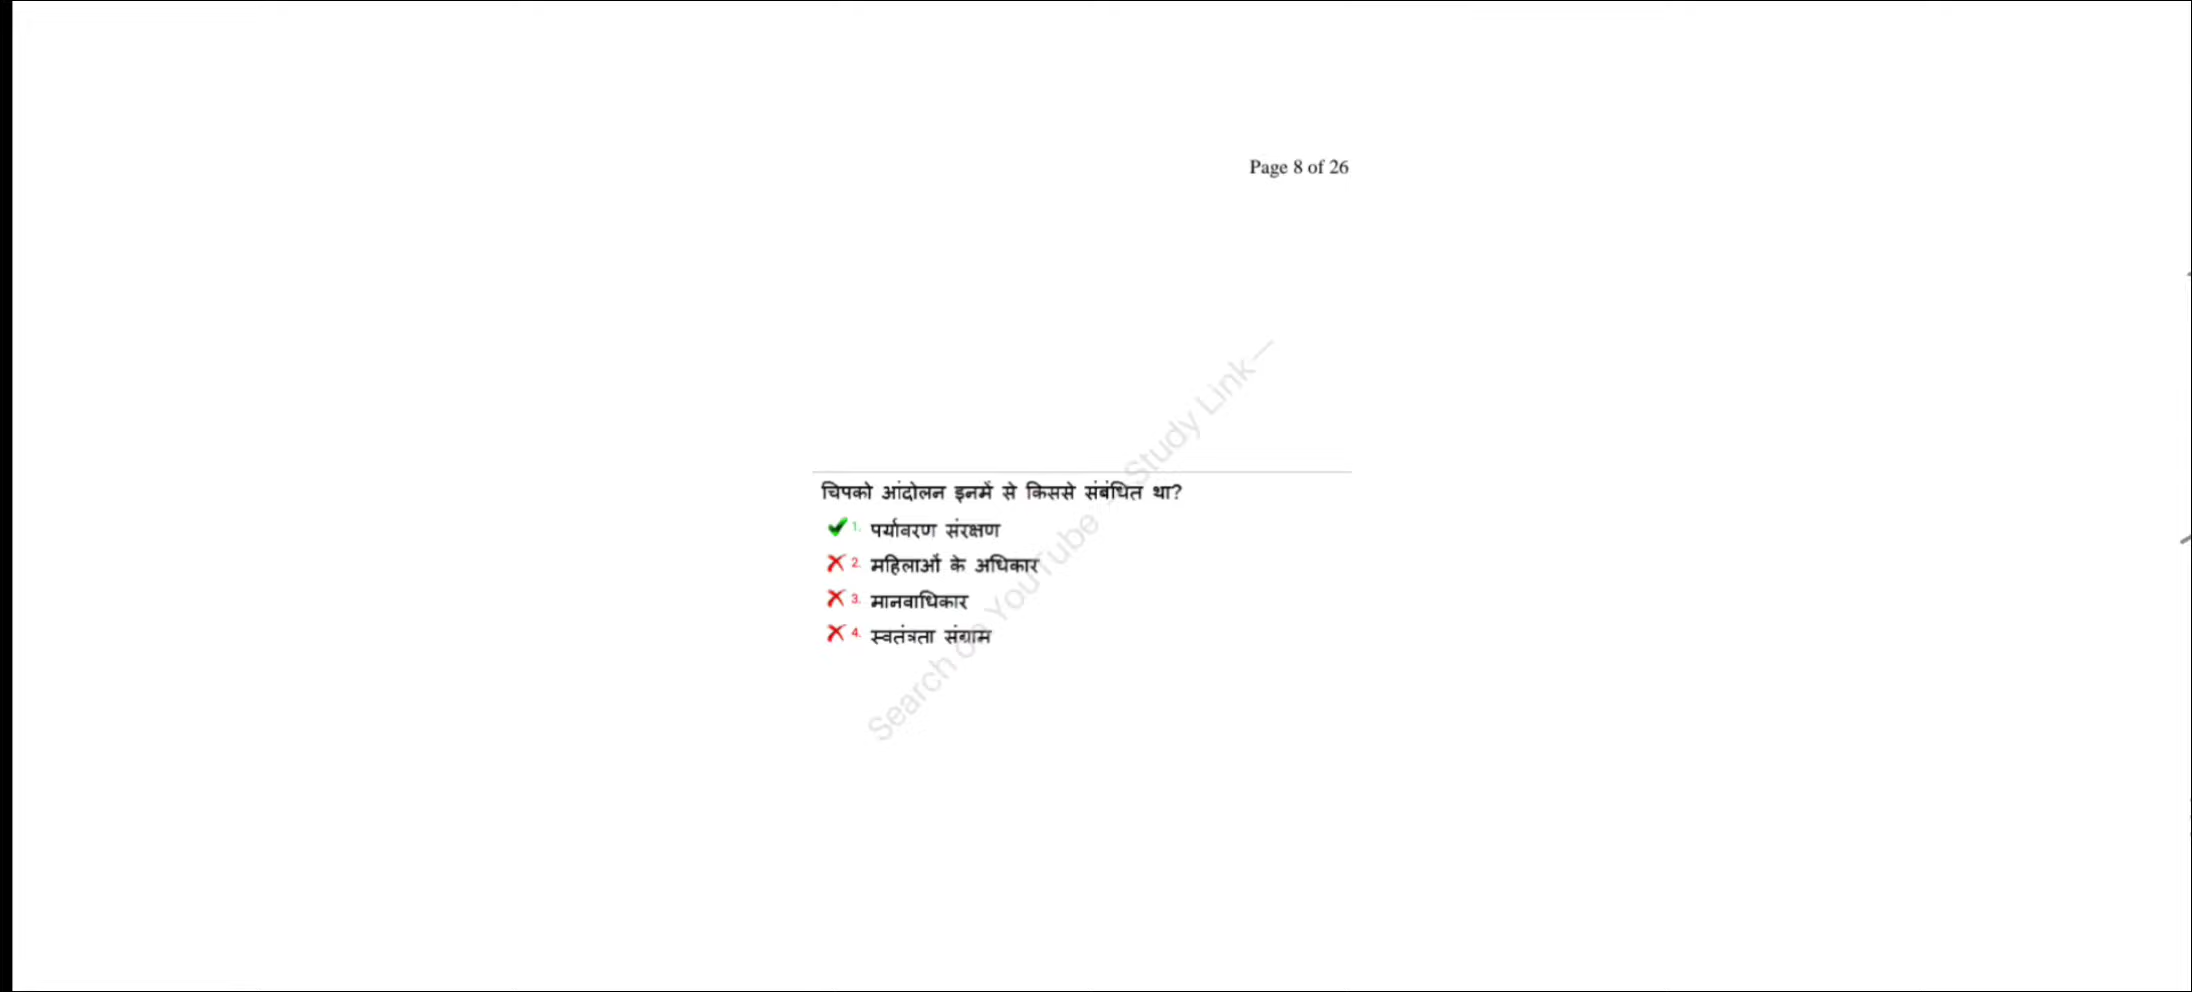 Page 8 of 26
चिपको आंदोलन इनमें से किससे संबंधित था?
1. पर्यावरण संरक्षण
2. महिलाओं के अधिकार
3. मानवाधिकार
4. स्वतंत्रता संग्राम
Search on YouTube Study Link—